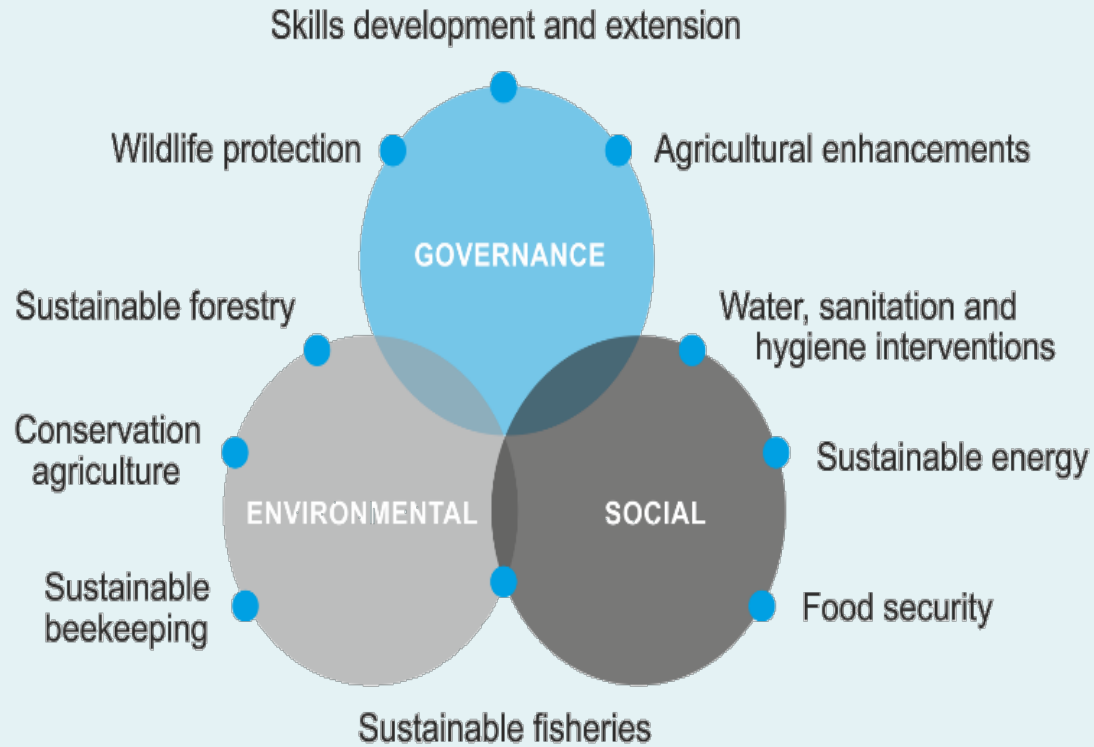 Skills development and extension
Wildlife protection
Agricultural enhancements
GOVERNANCE
Sustainable forestry
Water, sanitation and
hygiene interventions
Conservation
agriculture
Sustainable energy
ENVIRONMENTAL
SOCIAL
Sustainable
beekeeping
Food security
Sustainable fisheries